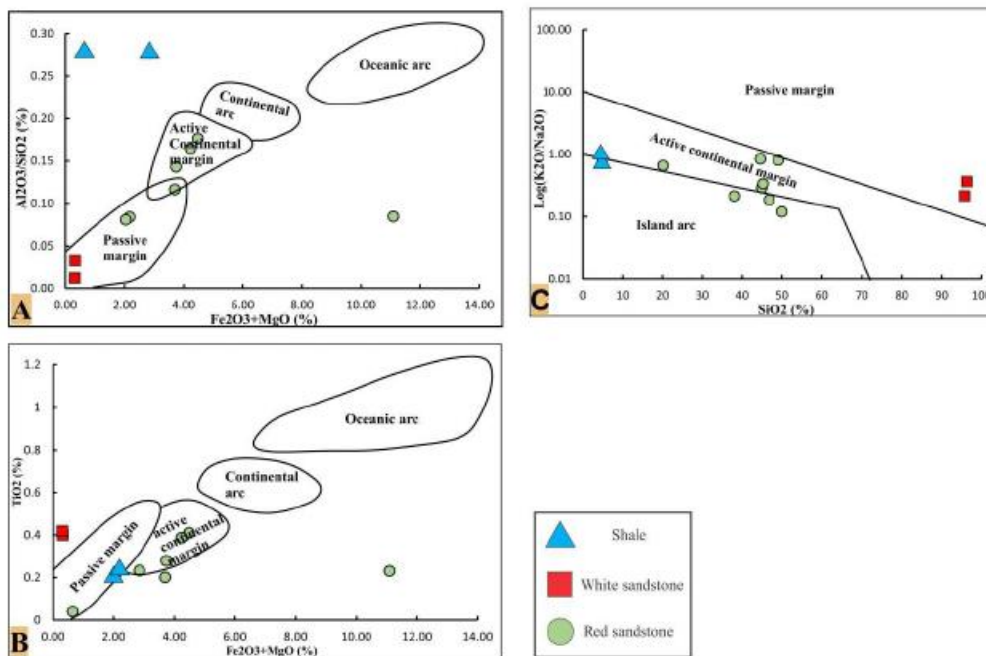 0.30
0.25
0.20
0.15
0.10
0.05
0.00
Al2O3/SiO2 (%)
Oceanic arc
Continental
arc
Active
Continental
margin
Passive
margin
0.00 2.00 4.00 6.00 8.00 10.00 12.00 14.00
Fe2O3+MgO (%)
A
100.00
10.00
1.00
0.10
0.01
Log(K2O/Na2O)
Passive margin
Active continental margin
Island arc
0 10 20 30 40 50 60 70 80 90 100
SiO2 (%)
C
1.2
1
0.8
0.6
0.4
0.2
0
TiO2 (%)
Oceanic arc
Continental
arc
active
continental
margin
Passive margin
0.00 2.00 4.00 6.00 8.00 10.00 12.00 14.00
Fe2O3+MgO (%)
B
Shale
White sandstone
Red sandstone